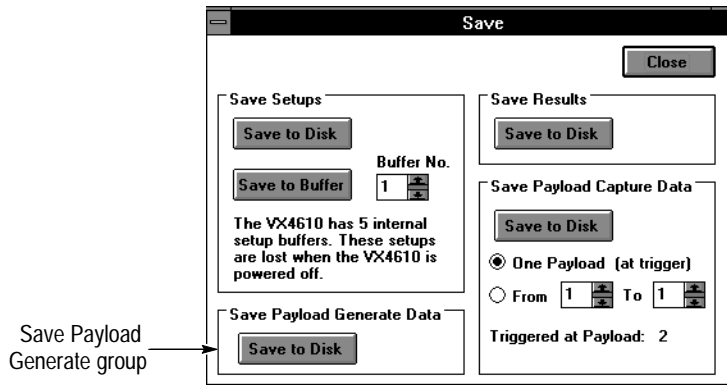 Save
Close
Save Setups
Save to Disk
Save to Buffer
Buffer No.
1
The VX4610 has 5 internal
setup buffers. These setups
are lost when the VX4610 is
powered off.
Save Payload Generate Data
Save to Disk
Save Results
Save to Disk
Save Payload Capture Data
Save to Disk
One Payload (at trigger)
From 1 To 1
Triggered at Payload: 2
Save Payload
Generate group